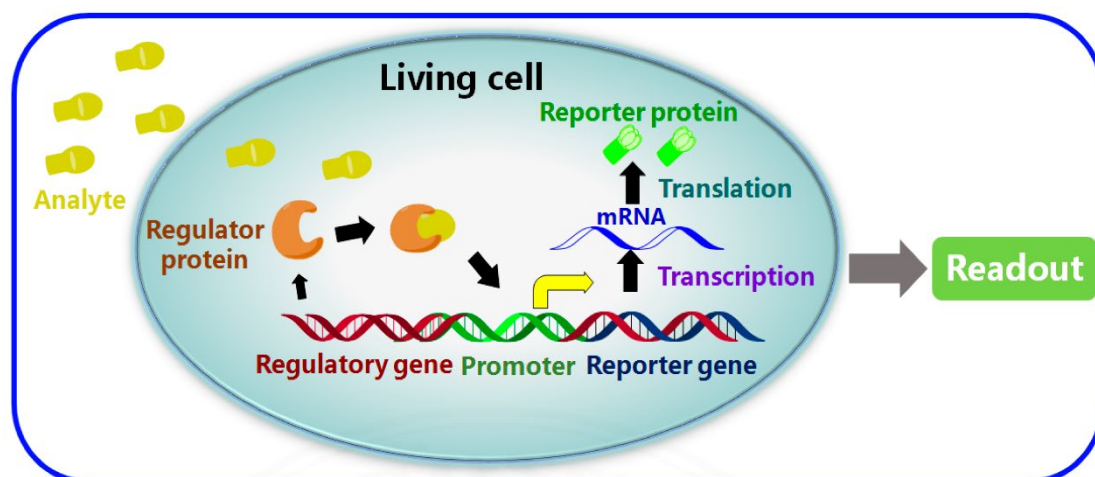 Living cell
Reporter protein
Analyte
Translation
Regulator
protein
mRNA
Transcription
Readout
Regulatory gene
Promoter
Reporter gene